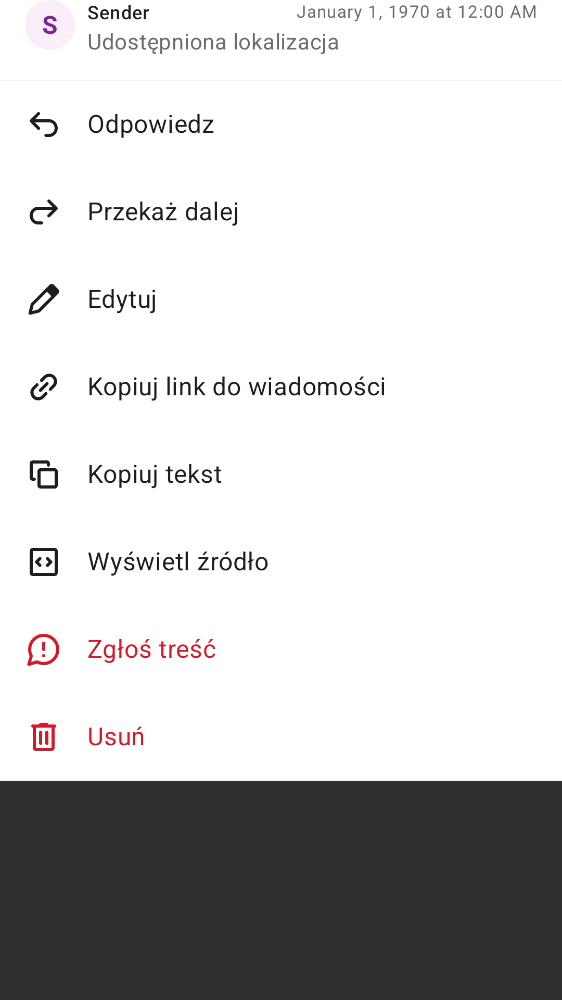 S
Sender
January 1, 1970 at 12:00 AM
Udostępniona lokalizacja
Odpowiedz
Przekaż dalej
Edytuj
Kopiuj link do wiadomości
Kopiuj tekst
Wyświetl źródło
Zgłoś treść
Usuń